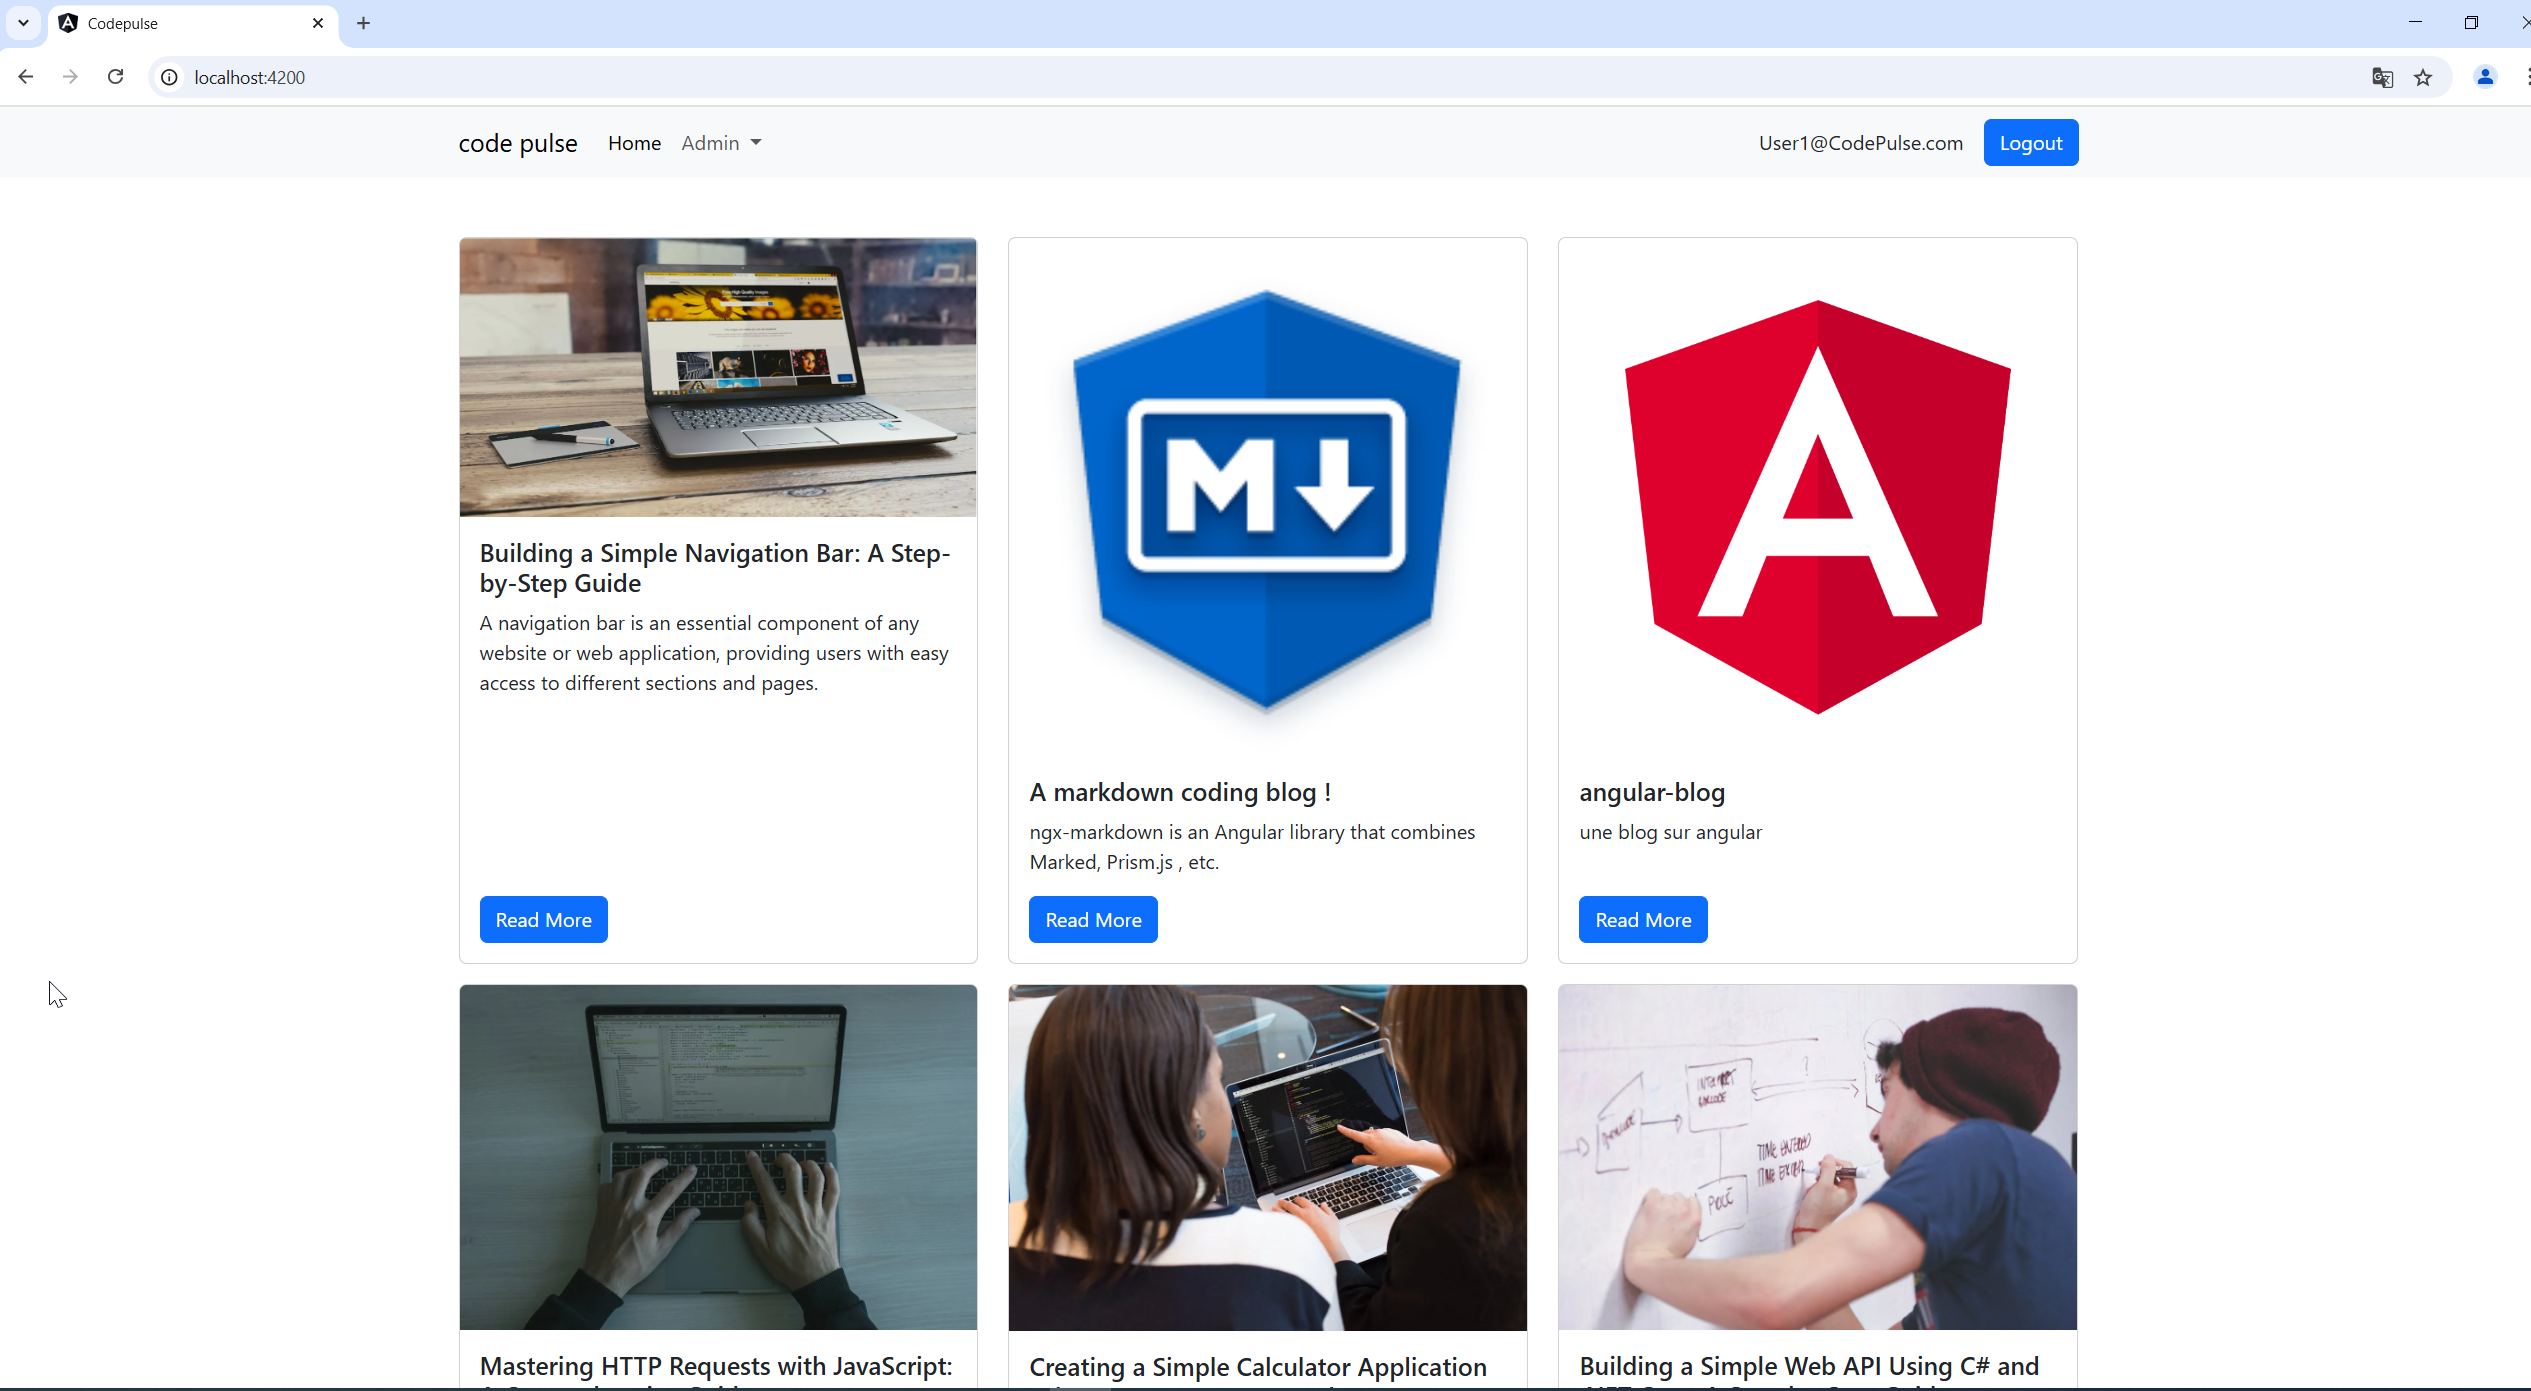 Codepulse
localhost:4200
code pulse Home Admin User1@CodePulse.com Logout
M
A
Building a Simple Navigation Bar: A Step-
by-Step Guide
A navigation bar is an essential component of any
website or web application, providing users with easy
access to different sections and pages.
Read More
A markdown coding blog !
ngx-markdown is an Angular library that combines
Marked, Prism.js , etc.
Read More
angular-blog
une blog sur angular
Read More
TIME ENTERED
Mastering HTTP Requests with JavaScript:
Creating a Simple Calculator Application
Building a Simple Web API Using C# and